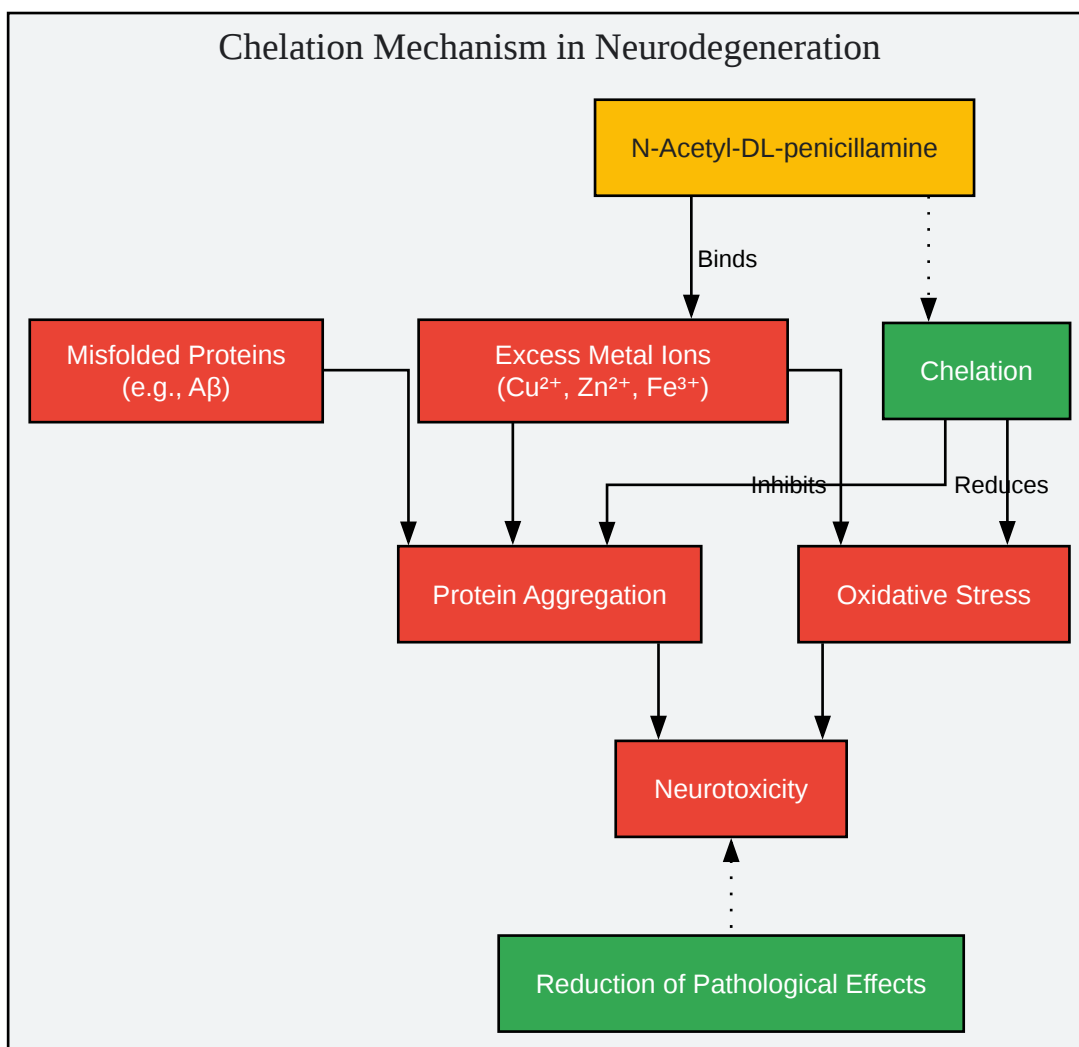 Chelation Mechanism in Neurodegeneration
N-Acetyl-DL-penicillamine
Binds
Misfolded Proteins
(e.g., Aβ)
Excess Metal Ions
(Cu²⁺, Zn²⁺, Fe³⁺)
Chelation
Inhibits
Reduces
Protein Aggregation
Oxidative Stress
Neurotoxicity
Reduction of Pathological Effects